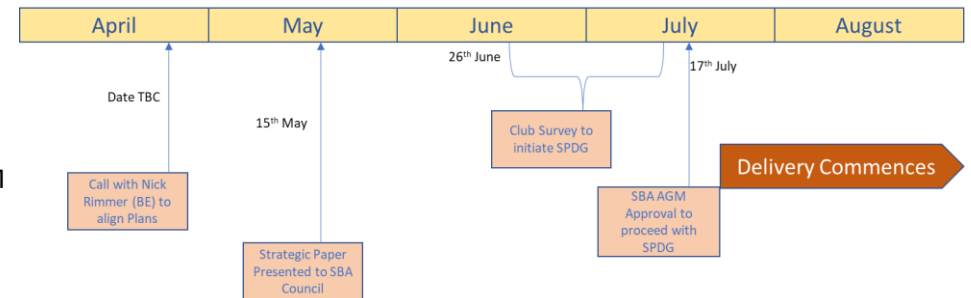 April May June July August
26th June
17th July
Date TBC
15th May
Club Survey to
initiate SPDG
Delivery Commences
Call with Nick
Rimmer (BE) to
align Plans
SBA AGM
Approval to
proceed with
SPDG
Strategic Paper
Presented to SBA
Council